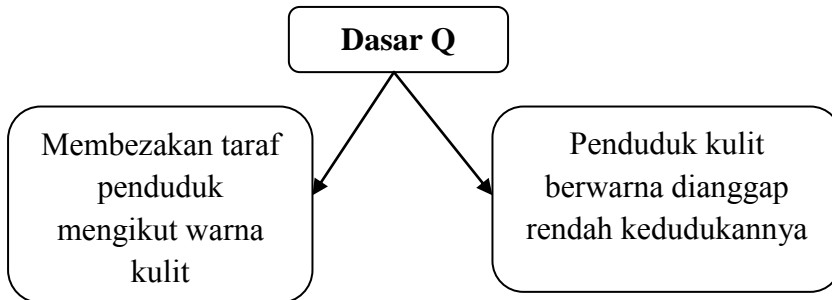 Dasar Q
Membezakan taraf
penduduk
mengikut warna
kulit
Penduduk kulit
berwarna dianggap
rendah kedudukannya